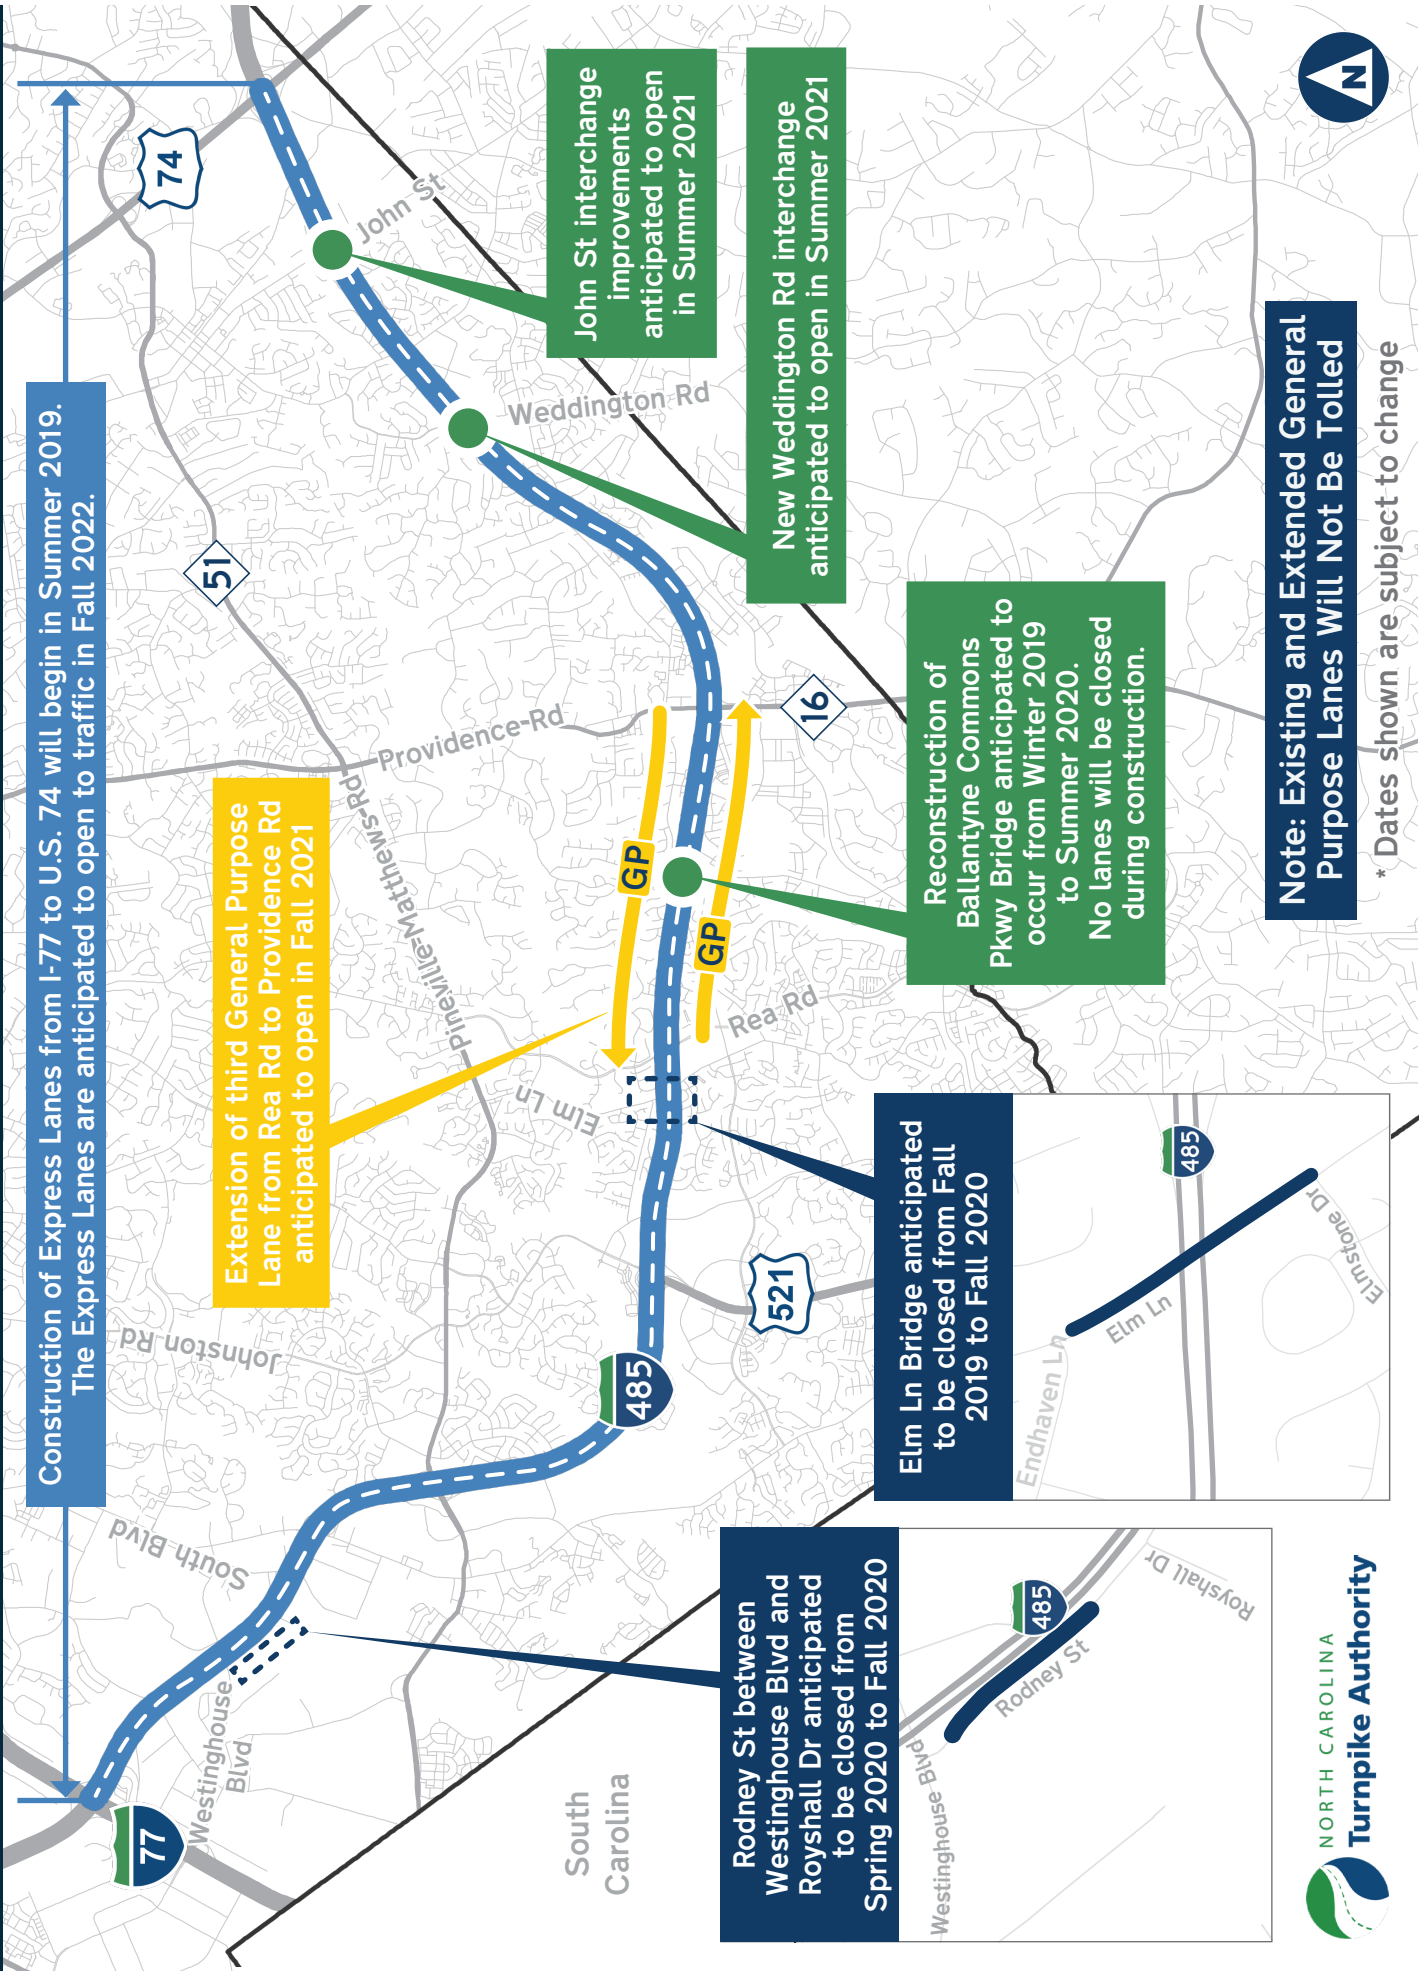 Construction of Express Lanes from I-77 to U.S. 74 will begin in Summer 2019.
The Express Lanes are anticipated to open to traffic in Fall 2022.
77
Westinghouse
Blvd
South Blvd
Johnston Rd
Extension of third General Purpose
Lane from Rea Rd to Providence Rd
anticipated to open in Fall 2021
51
74
Pineville-Matthews-Rd
Providence-Rd
John St
Weddington Rd
Elm Ln
GP
GP
Rea Rd
16
485
521
South
Carolina
John St interchange
improvements
anticipated to open
in Summer 2021
New Weddington Rd interchange
anticipated to open in Summer 2021
Reconstruction of
Ballantyne Commons
Pkwy Bridge anticipated to
occur from Winter 2019
to Summer 2020.
No lanes will be closed
during construction.
Rodney St between
Westinghouse Blvd and
Royshall Dr anticipated
to be closed from
Spring 2020 to Fall 2020
Westinghouse Blvd
Rodney St
485
Royshall Dr
Elm Ln Bridge anticipated
to be closed from Fall
2019 to Fall 2020
Endhaven Ln
Elm Ln
485
Elmstone Dr
Note: Existing and Extended General
Purpose Lanes Will Not Be Tolled
* Dates shown are subject to change
N
NORTH CAROLINA
Turnpike Authority